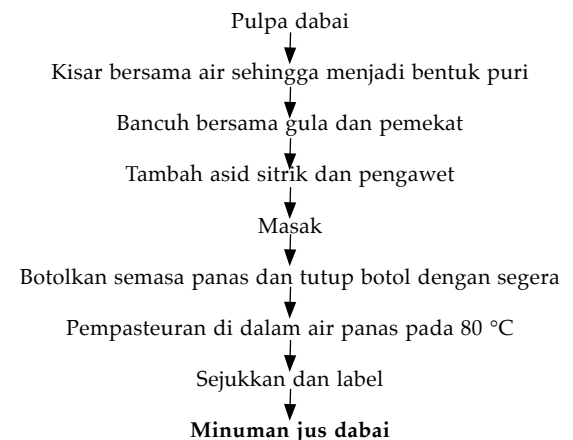 Pulpa dabai
Kisar bersama air sehingga menjadi bentuk puri
Bancuh bersama gula dan pemekat
Tambah asid sitrik dan pengawet
Masak
Botolkan semasa panas dan tutup botol dengan segera
Pempasteuran di dalam air panas pada 80 °C
Sejukkan dan label
Minuman jus dabai